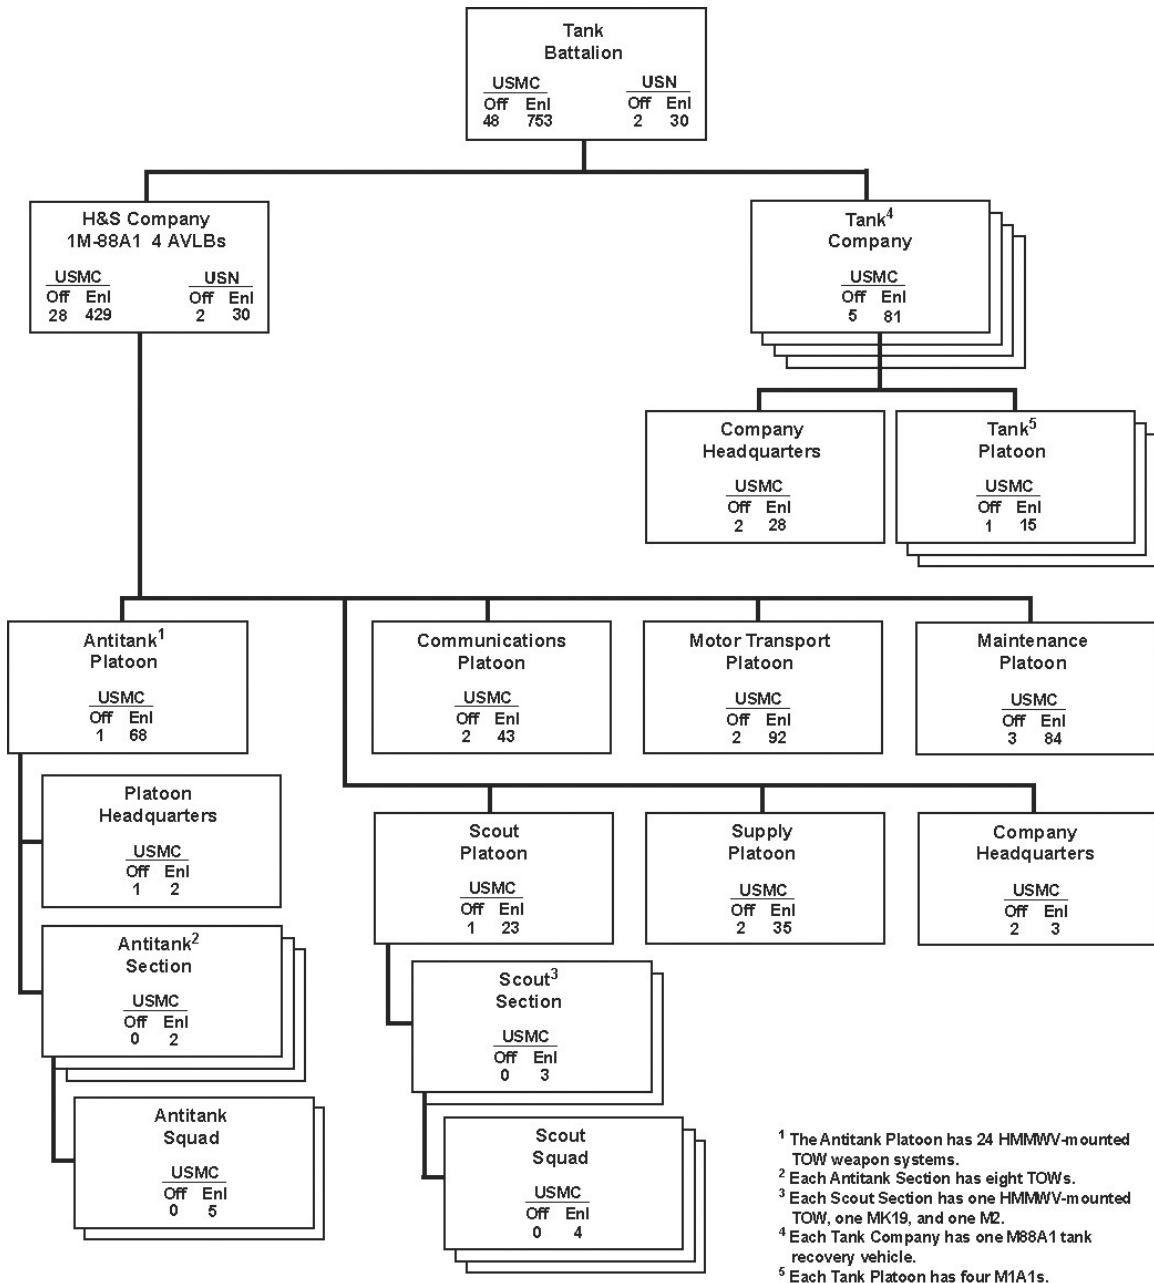 Tank
Battalion
USMC USN
Off Enl Off Enl
48 753 2 30
H&S Company
1M-88A1 4 AVLBs
USMC USN
Off Enl Off Enl
28 429 2 30
Tank4
Company
USMC
Off Enl
5 81
Company
Headquarters
USMC
Off Enl
2 28
Tank5
Platoon
USMC
Off Enl
1 15
Antitank1
Platoon
USMC
Off Enl
1 68
Communications
Platoon
USMC
Off Enl
2 43
Motor Transport
Platoon
USMC
Off Enl
2 92
Maintenance
Platoon
USMC
Off Enl
3 84
Platoon
Headquarters
USMC
Off Enl
1 2
Scout
Platoon
USMC
Off Enl
1 23
Supply
Platoon
USMC
Off Enl
2 35
Company
Headquarters
USMC
Off Enl
2 3
Antitank2
Section
USMC
Off Enl
0 2
Scout3
Section
USMC
Off Enl
0 3
Antitank
Squad
USMC
Off Enl
0 5
Scout
Squad
USMC
Off Enl
0 4
1 The Antitank Platoon has 24 HMMWV-mounted
TOW weapon systems.
2 Each Antitank Section has eight TOWs.
3 Each Scout Section has one HMMWV-mounted
TOW, one MK19, and one M2.
4 Each Tank Company has one M88A1 tank
recovery vehicle.
5 Each Tank Platoon has four M1A1s.